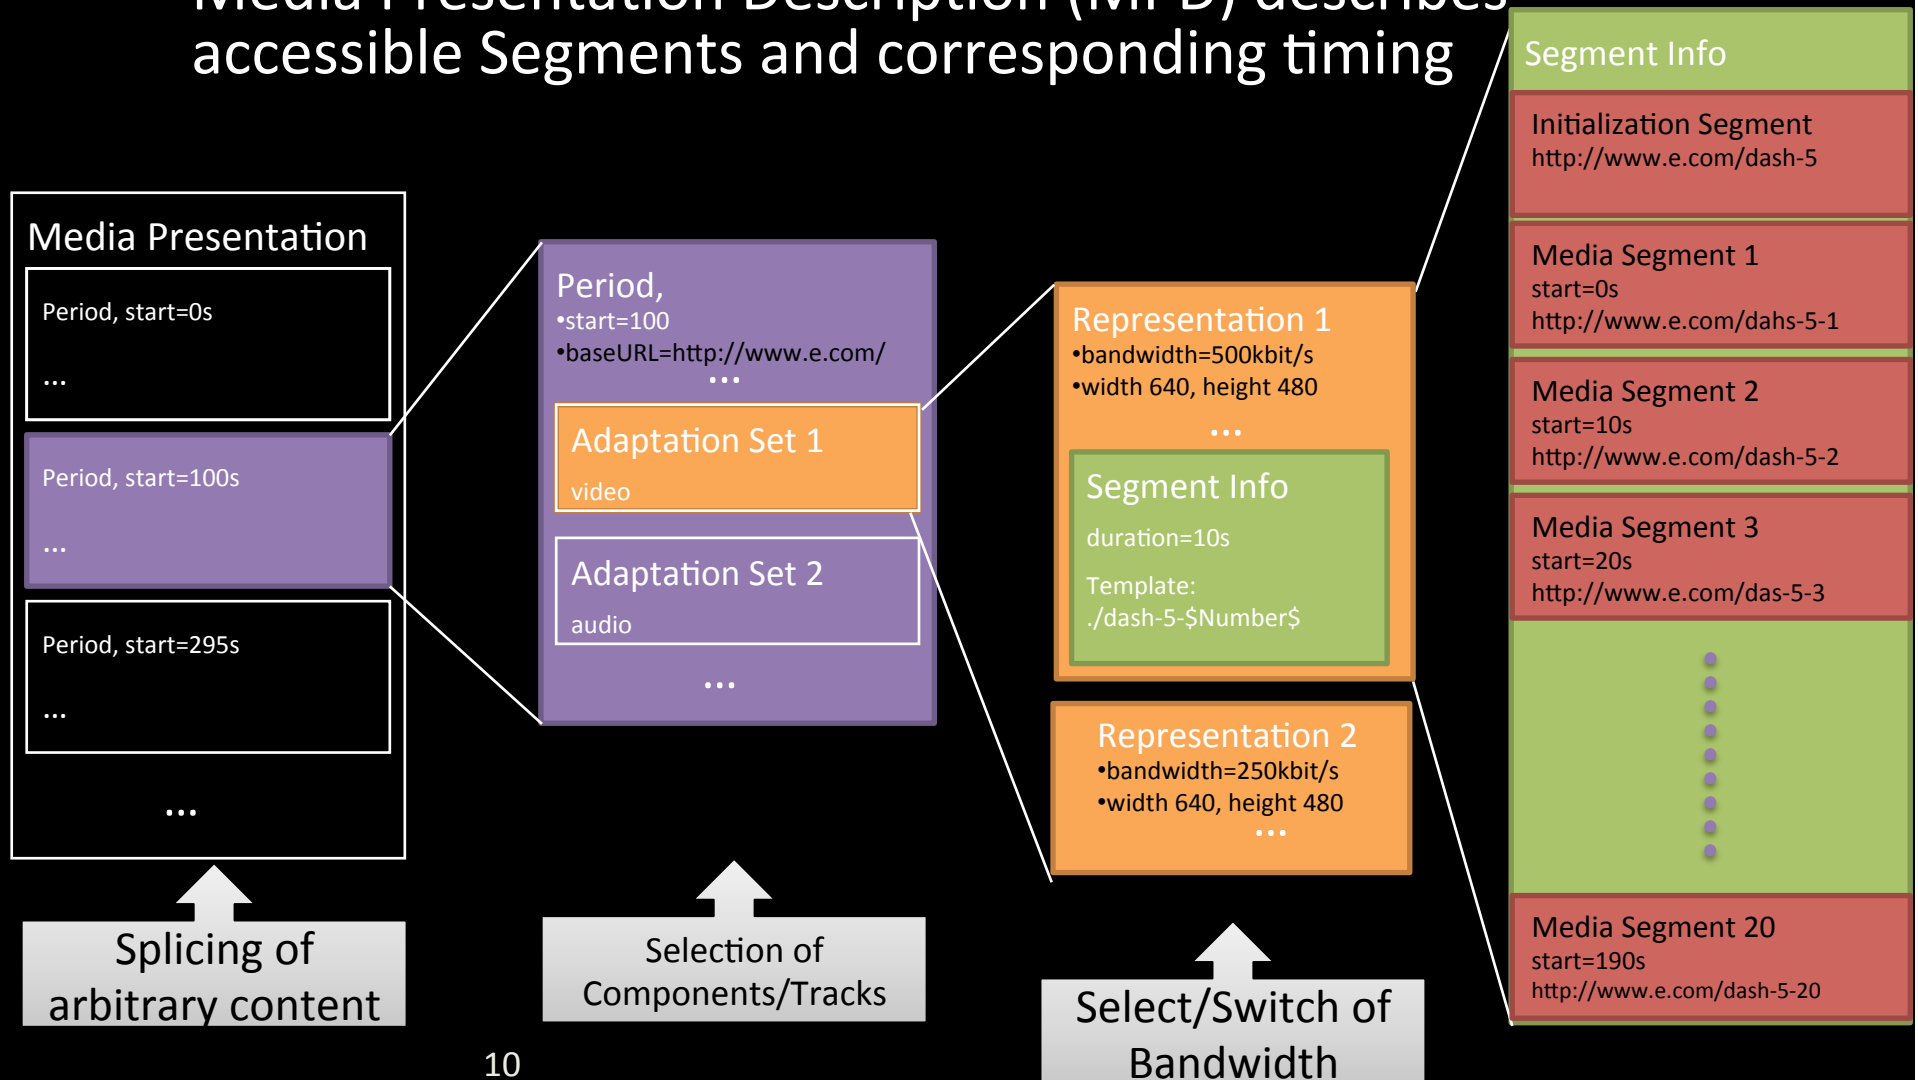 Media Presentation Description (MPD) describes
accessible Segments and corresponding timing
Media Presentation
Period, start=0s
...
Period, start=100s
...
Period, start=295s
...
...
Splicing of
arbitrary content
Period,
•start=100
•baseURL=http://www.e.com/
...
Adaptation Set 1
video
Adaptation Set 2
audio
...
Selection of
Components/Tracks
Representation 1
•bandwidth=500kbit/s
•width 640, height 480
...
Segment Info
duration=10s
Template:
./dash-5-$Number$
Representation 2
•bandwidth=250kbit/s
•width 640, height 480
...
Select/Switch of
Bandwidth
Segment Info
Initialization Segment
http://www.e.com/dash-5
Media Segment 1
start=0s
http://www.e.com/dahs-5-1
Media Segment 2
start=10s
http://www.e.com/dash-5-2
Media Segment 3
start=20s
http://www.e.com/das-5-3
Media Segment 20
start=190s
http://www.e.com/dash-5-20
10